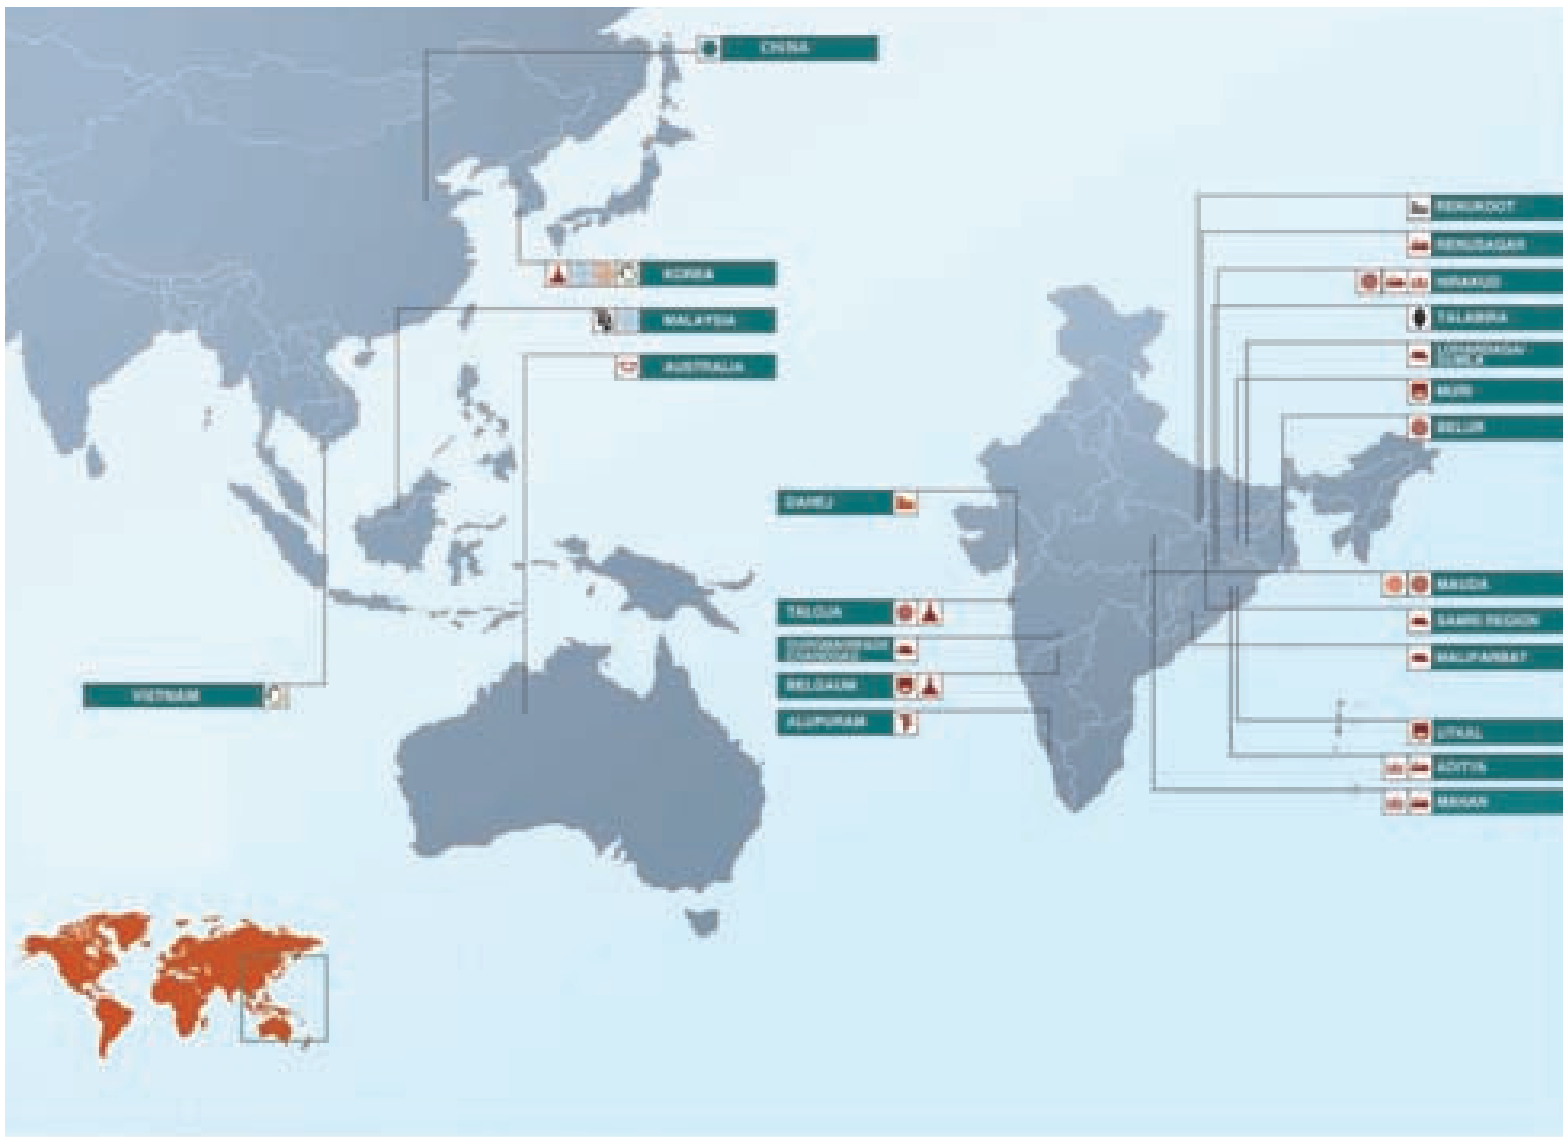 CHINA
KOREA
MALAYSIA
AUSTRALIA
VIETNAM
DAHEJ
TALOJA
BELGAUM
ALUPURAM
RENUKOOT
RENUSAGAR
HIRAKUD
TALABIRA
MURI
BELUR
MAUDA
SAMRI REGION
MALIPARBAT
UTKAL
ADITYA
MAHAN